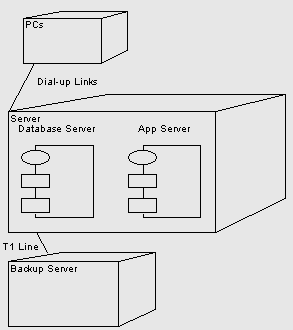 PCs
Dial-up Links
Server
Database Server
App Server
T1 Line
Backup Server